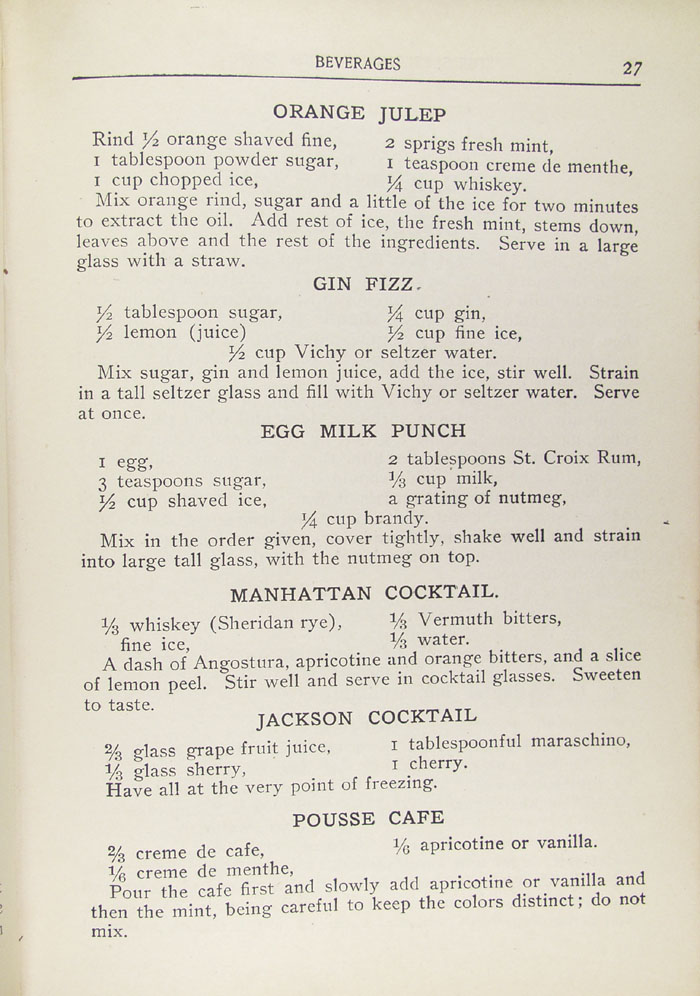 BEVERAGES 27
ORANGE JULEP
Rind ½ orange shaved fine, 2 sprigs fresh mint,
1 tablespoon powder sugar, 1 teaspoon creme de menthe,
1 cup chopped ice, ¼ cup whiskey.
Mix orange rind, sugar and a little of the ice for two minutes
to extract the oil. Add rest of ice, the fresh mint, stems down,
leaves above and the rest of the ingredients. Serve in a large
glass with a straw.
GIN FIZZ.
½ tablespoon sugar, ¼ cup gin,
½ lemon (juice) ½ cup fine ice,
½ cup Vichy or seltzer water.
Mix sugar, gin and lemon juice, add the ice, stir well. Strain
in a tall seltzer glass and fill with Vichy or seltzer water. Serve
at once.
EGG MILK PUNCH
1 egg, 2 tablespoons St. Croix Rum,
3 teaspoons sugar, ⅓ cup milk,
½ cup shaved ice, a grating of nutmeg,
¼ cup brandy.
Mix in the order given, cover tightly, shake well and strain
into large tall glass, with the nutmeg on top.
MANHATTAN COCKTAIL.
⅓ whiskey (Sheridan rye), ⅓ Vermuth bitters,
fine ice, ⅓ water.
A dash of Angostura, apricotine and orange bitters, and a slice
of lemon peel. Stir well and serve in cocktail glasses. Sweeten
to taste.
JACKSON COCKTAIL
⅔ glass grape fruit juice, 1 tablespoonful maraschino,
⅓ glass sherry, 1 cherry.
Have all at the very point of freezing.
POUSSE CAFE
⅔ creme de cafe, ⅙ apricotine or vanilla.
⅙ creme de menthe,
Pour the cafe first and slowly add apricotine or vanilla and
then the mint, being careful to keep the colors distinct; do not
mix.